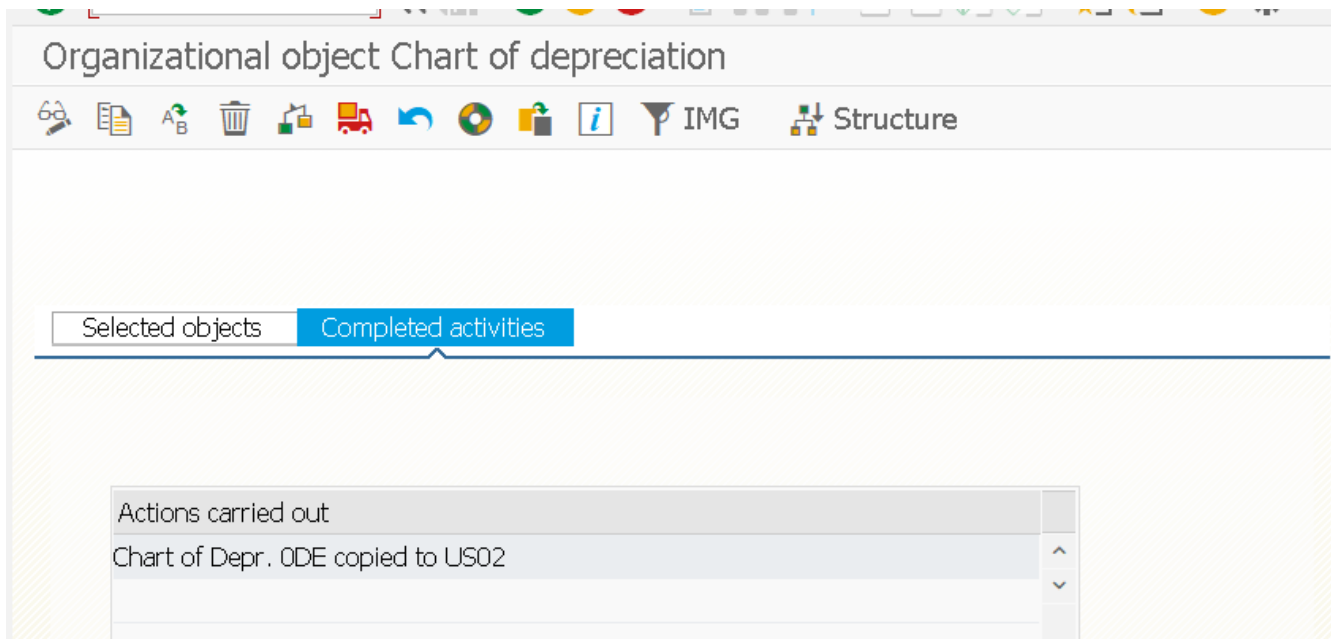 Organizational object Chart of depreciation
IMG Structure
Selected objects Completed activities
Actions carried out
Chart of Depr. 0DE copied to US02